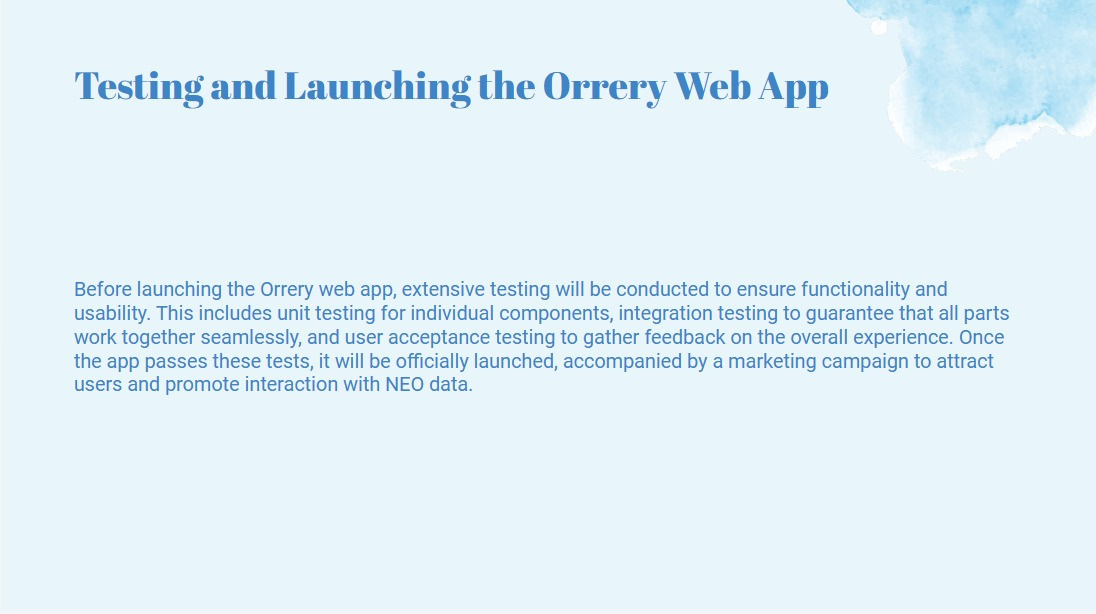 Testing and Launching the Orrery Web App
Before launching the Orrery web app, extensive testing will be conducted to ensure functionality and
usability. This includes unit testing for individual components, integration testing to guarantee that all parts
work together seamlessly, and user acceptance testing to gather feedback on the overall experience. Once
the app passes these tests, it will be officially launched, accompanied by a marketing campaign to attract
users and promote interaction with NEO data.